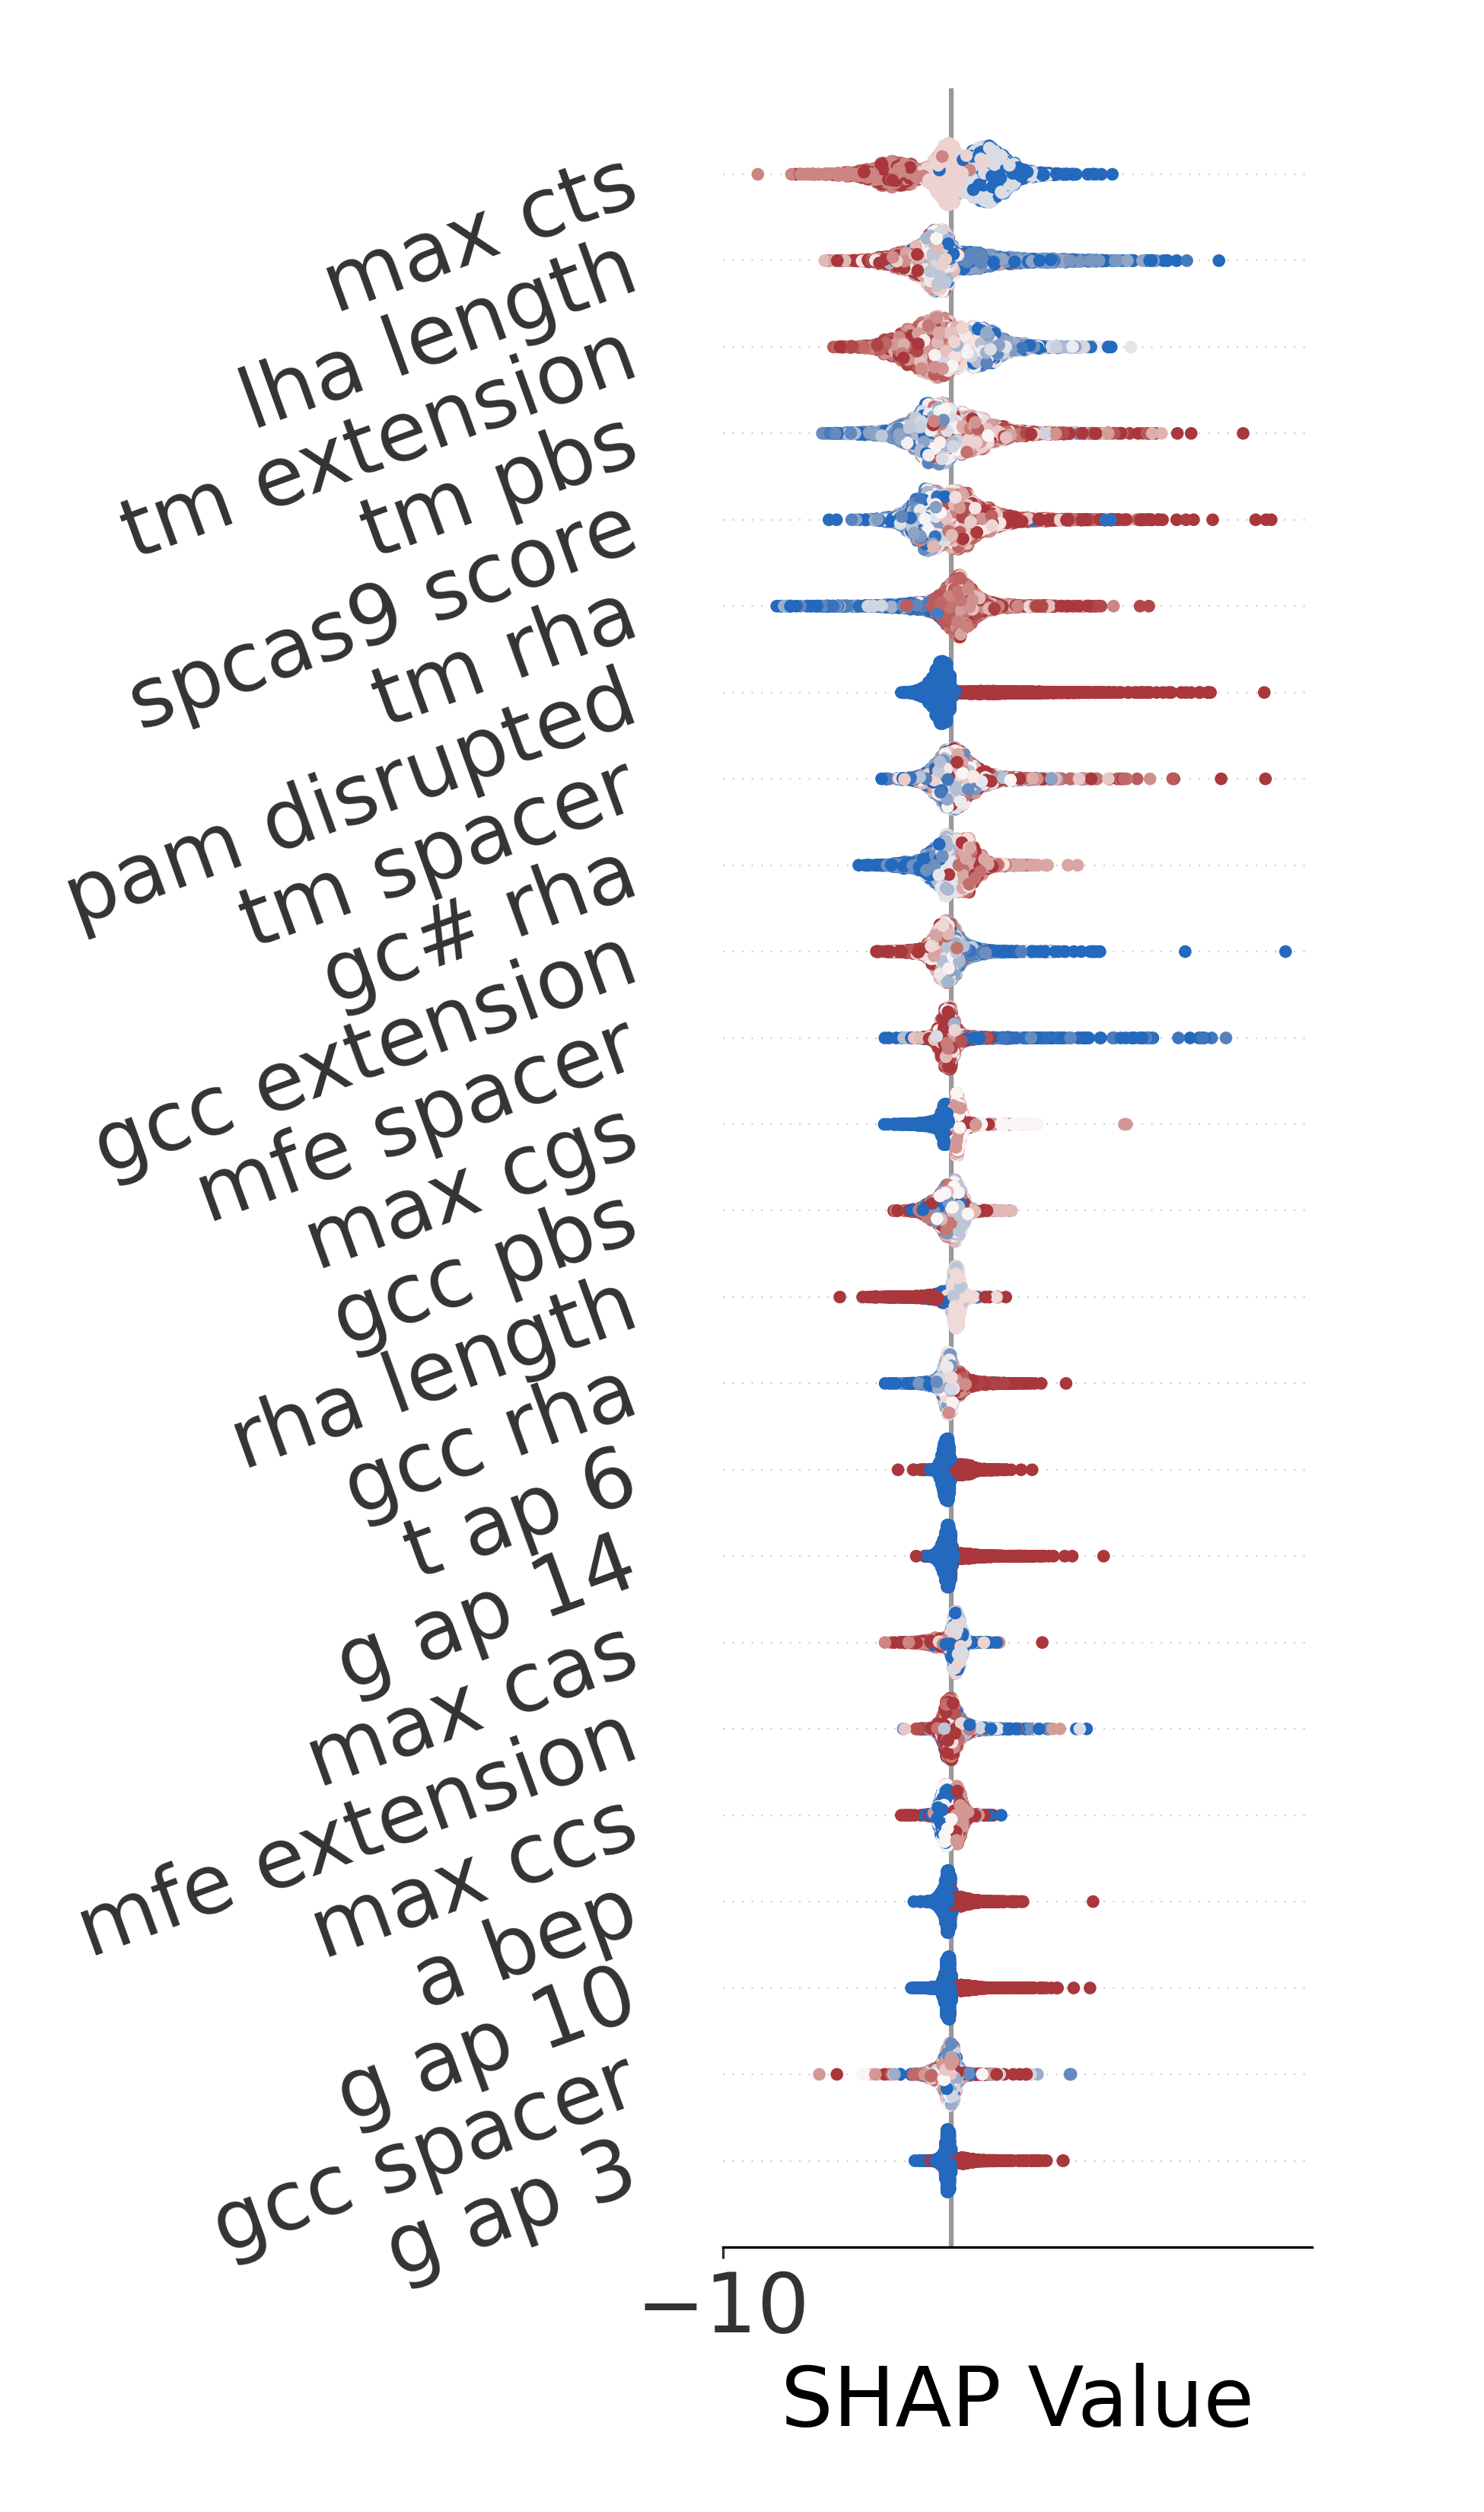 max cts
lha length
tm extension
tm pbs
spcas9 score
tm rha
pam disrupted
tm spacer
gc# rha
gcc extension
mfe spacer
max cgs
gcc pbs
rha length
gcc rha
t ap 6
g ap 14
max cas
mfe extension
max ccs
a bep
g ap 10
gcc spacer
g ap 3
−10
SHAP Value